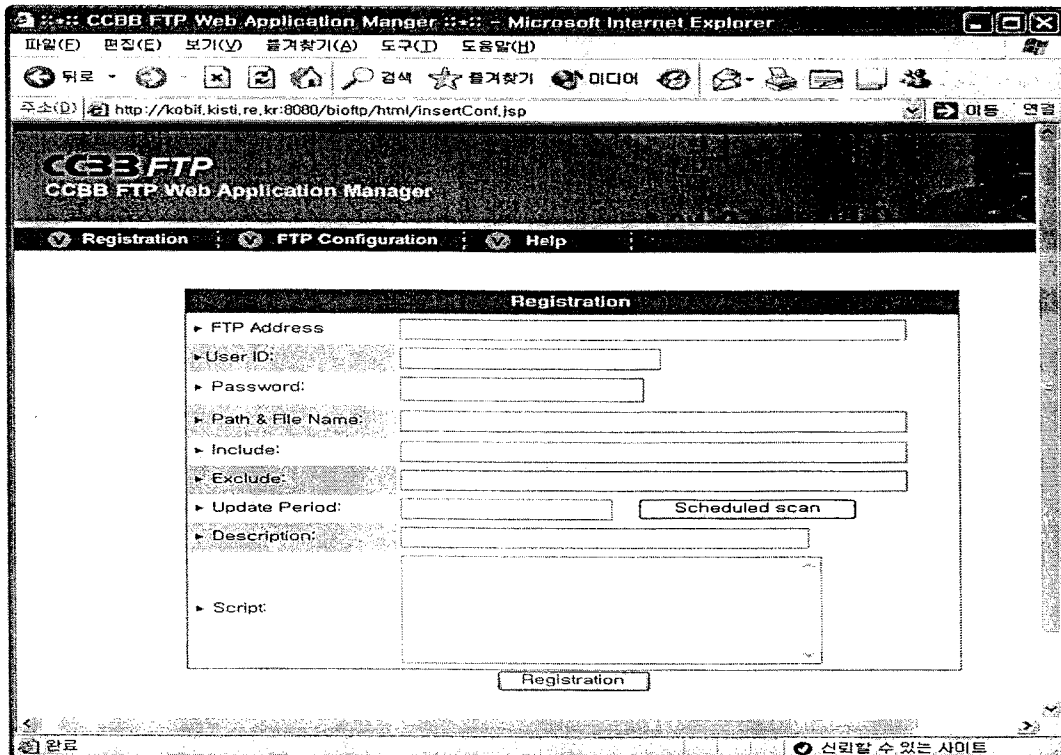 ::+:: CCBB FTP Web Application Manger ::+:: - Microsoft Internet Explorer
파일(F) 편집(E) 보기(V) 즐겨찾기(A) 도구(T) 도움말(H)
뒤로 검색 즐겨찾기 미디어
주소(D) http://kobif.kisti.re.kr:8080/bioftp/html/insertConf.jsp 이동 연결
CCBB FTP
CCBB FTP Web Application Manager
Registration FTP Configuration Help
Registration
FTP Address
User ID:
Password:
Path & File Name:
Include:
Exclude:
Update Period: Scheduled scan
Description:
Script:
Registration
완료 신뢰할 수 있는 사이트